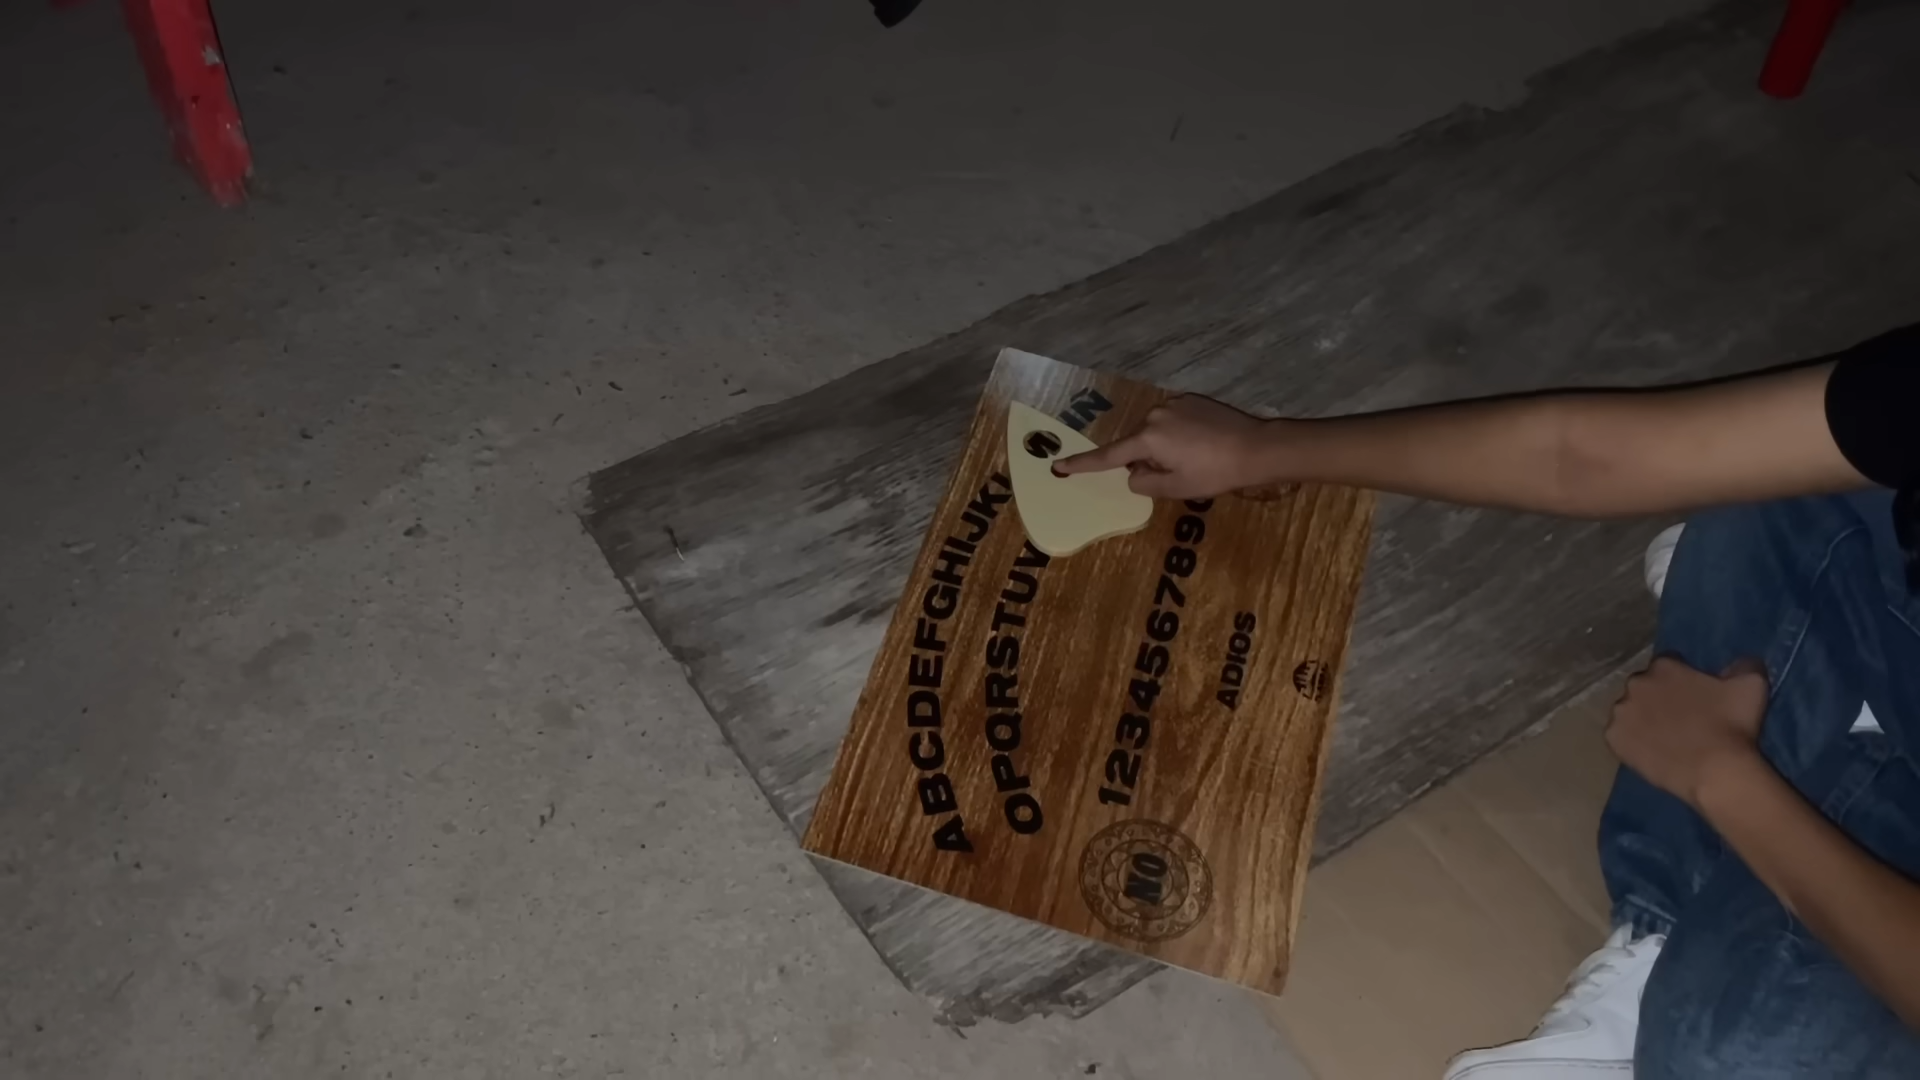 ABCDEFGHIJK
OPQRSTUV
123456789
ADIOS
NO